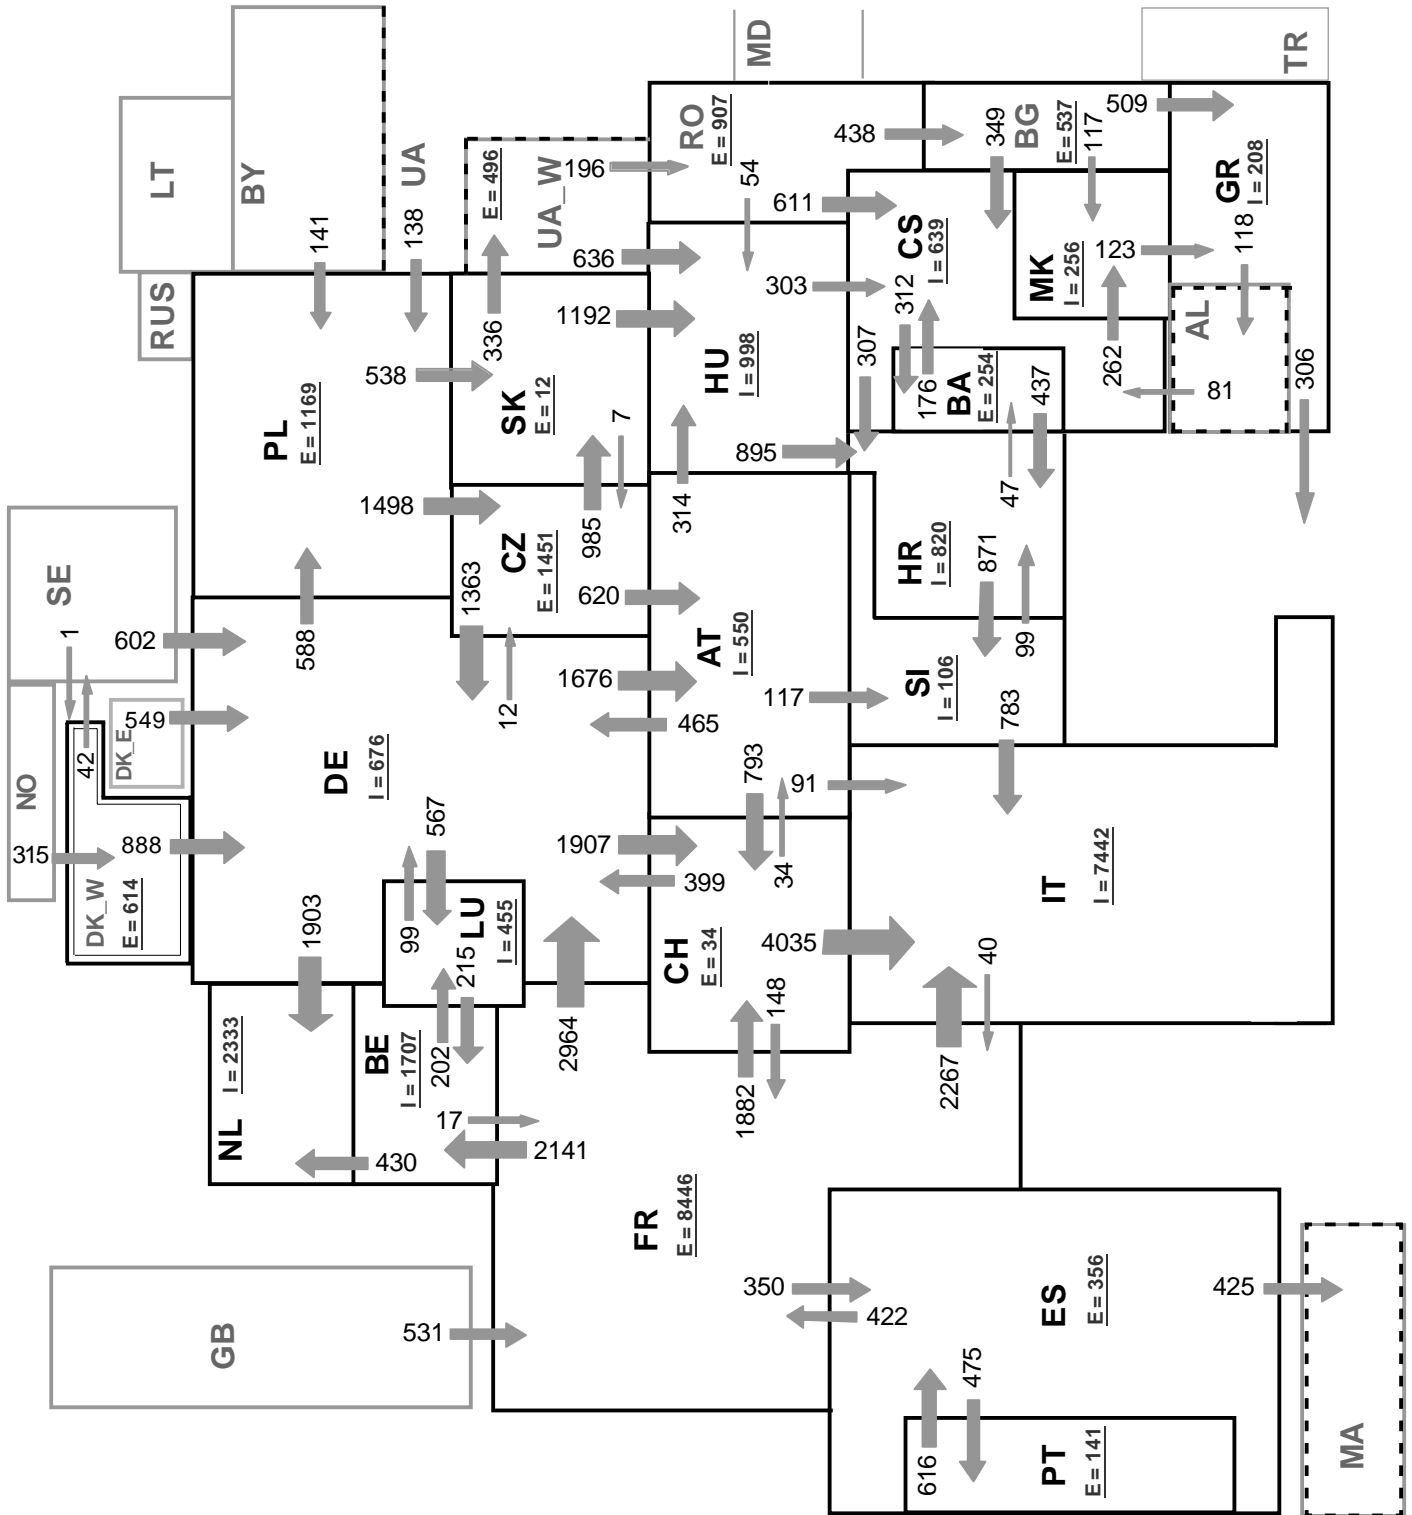 MD
TR
LT
BY
UA
RO
E = 907
438
349
BG
E = 537
117
509
GR
I = 208
E = 496
196
UA_W
54
611
CS
I = 639
MK
I = 256
123
118
141
138
636
303
312
AL
RUS
336
1192
307
262
306
538
SK
E = 12
HU
I = 998
176
BA
E = 254
437
81
PL
E = 1169
7
895
47
1498
985
314
CZ
E = 1451
HR
I = 820
871
SE
1
602
588
1363
620
AT
I = 550
99
SI
I = 106
1676
117
783
549
12
465
DK_E
42
NO
DE
I = 676
793
91
315
888
567
1907
34
399
DK_W
E = 614
1903
99
LU
I = 455
215
CH
E = 34
4035
40
IT
I = 7442
148
NL
I = 2333
BE
I = 1707
202
2964
1882
2267
17
430
2141
FR
E = 8446
350
422
ES
E = 356
425
GB
531
475
616
PT
E = 141
MA